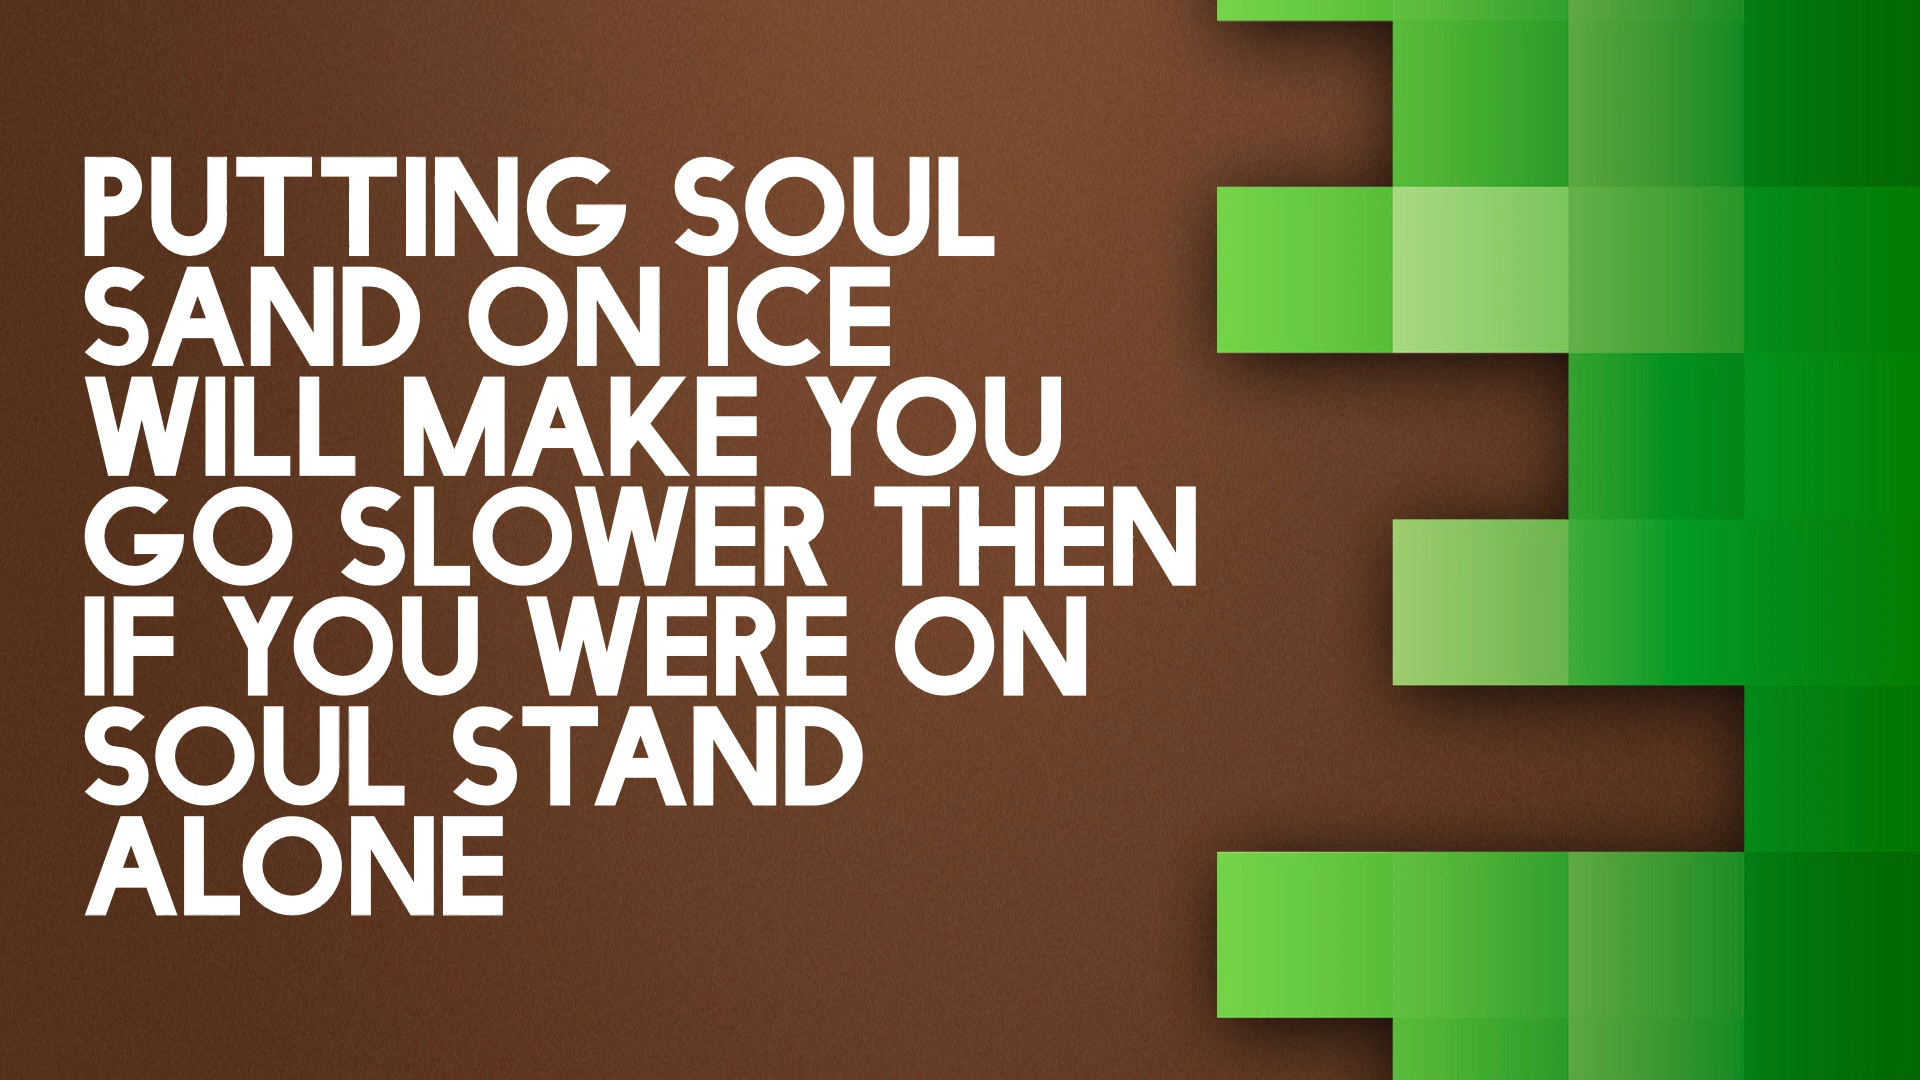 PUTTING SOUL
SAND ON ICE
WILL MAKE YOU
GO SLOWER THEN
IF YOU WERE ON
SOUL STAND
ALONE